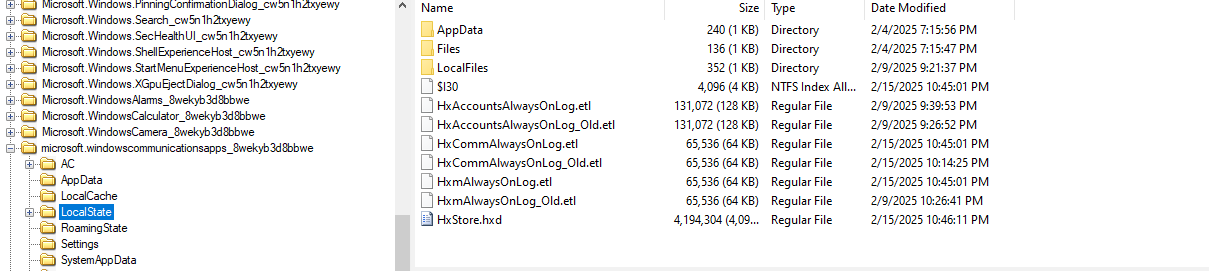 Microsoft.Windows.PinningConfirmationDialog_cw5n1h2txyewy
Microsoft.Windows.Search_cw5n1h2txyewy
Microsoft.Windows.SecHealthUI_cw5n1h2txyewy
Microsoft.Windows.ShellExperienceHost_cw5n1h2txyewy
Microsoft.Windows.StartMenuExperienceHost_cw5n1h2txyewy
Microsoft.Windows.XGpuEjectDialog_cw5n1h2txyewy
Microsoft.WindowsAlarms_8wekyb3d8bbwe
Microsoft.WindowsCalculator_8wekyb3d8bbwe
Microsoft.WindowsCamera_8wekyb3d8bbwe
microsoft.windowscommunicationsapps_8wekyb3d8bbwe
AC
AppData
LocalCache
LocalState
RoamingState
Settings
SystemAppData
Name Size Type Date Modified
AppData 240 (1 KB) Directory 2/4/2025 7:15:56 PM
Files 136 (1 KB) Directory 2/4/2025 7:15:47 PM
LocalFiles 352 (1 KB) Directory 2/9/2025 9:21:37 PM
$I30 4,096 (4 KB) NTFS Index All... 2/15/2025 10:45:01 PM
HxAccountsAlwaysOnLog.etl 131,072 (128 KB) Regular File 2/9/2025 9:39:53 PM
HxAccountsAlwaysOnLog_Old.etl 131,072 (128 KB) Regular File 2/9/2025 9:26:52 PM
HxCommAlwaysOnLog.etl 65,536 (64 KB) Regular File 2/15/2025 10:45:01 PM
HxCommAlwaysOnLog_Old.etl 65,536 (64 KB) Regular File 2/15/2025 10:14:25 PM
HxmAlwaysOnLog.etl 65,536 (64 KB) Regular File 2/15/2025 10:45:01 PM
HxmAlwaysOnLog_Old.etl 65,536 (64 KB) Regular File 2/9/2025 10:26:41 PM
HxStore.hxd 4,194,304 (4,09... Regular File 2/15/2025 10:46:11 PM